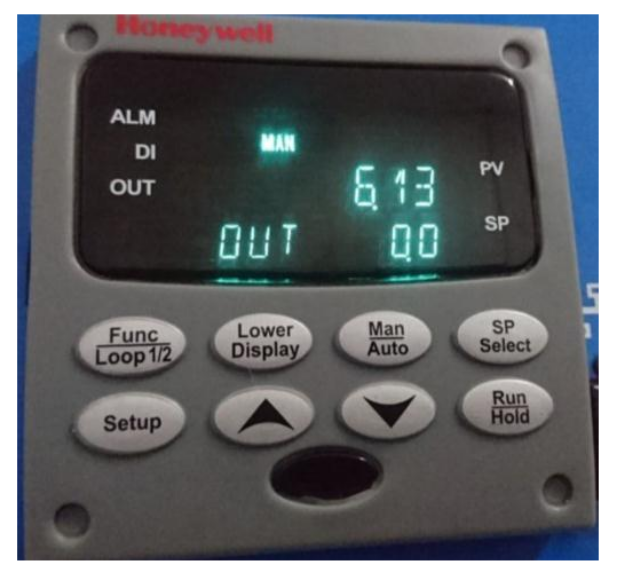 Honeywell
ALM
MAN
DI
PV
OUT
6.13
SP
OUT 0.0
Func
Loop 1/2
Lower
Display
Man
Auto
SP
Select
Setup
Run
Hold